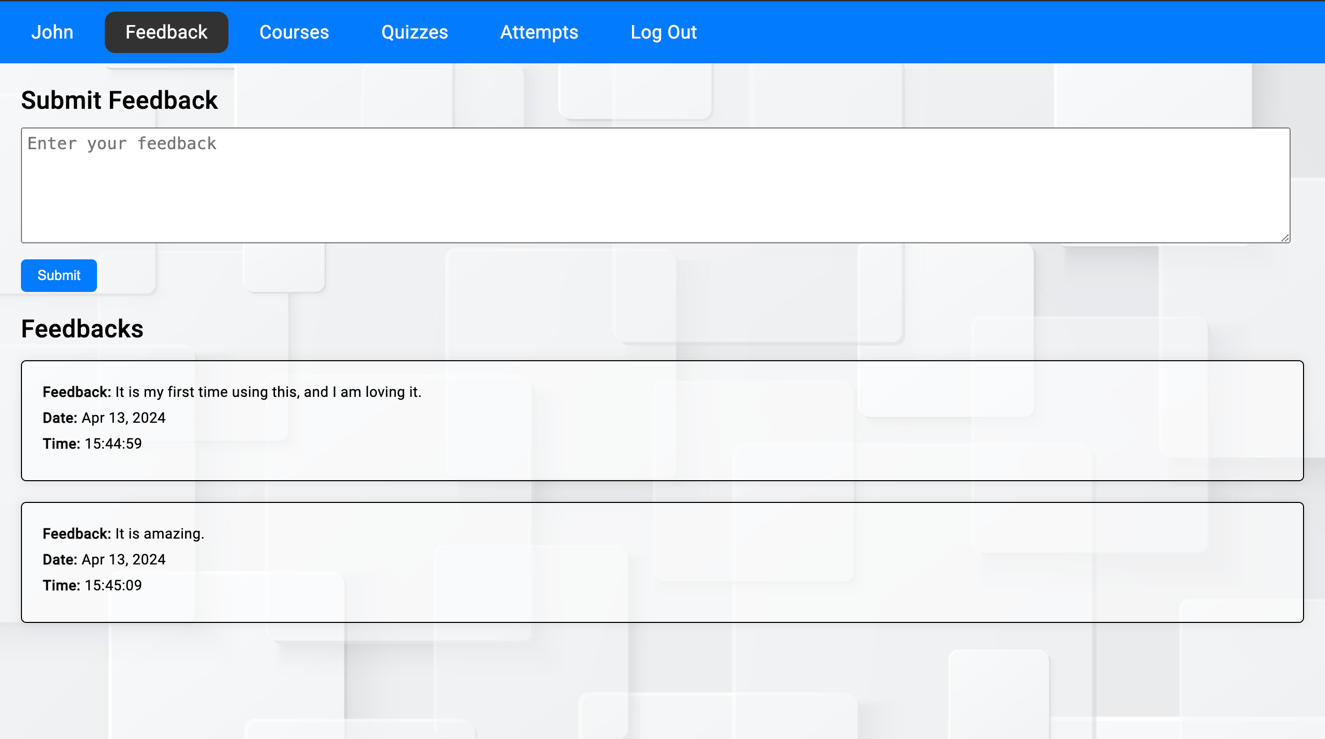 John Feedback Courses Quizzes Attempts Log Out
Submit Feedback
Enter your feedback
Submit
Feedbacks
Feedback: It is my first time using this, and I am loving it.
Date: Apr 13, 2024
Time: 15:44:59
Feedback: It is amazing.
Date: Apr 13, 2024
Time: 15:45:09